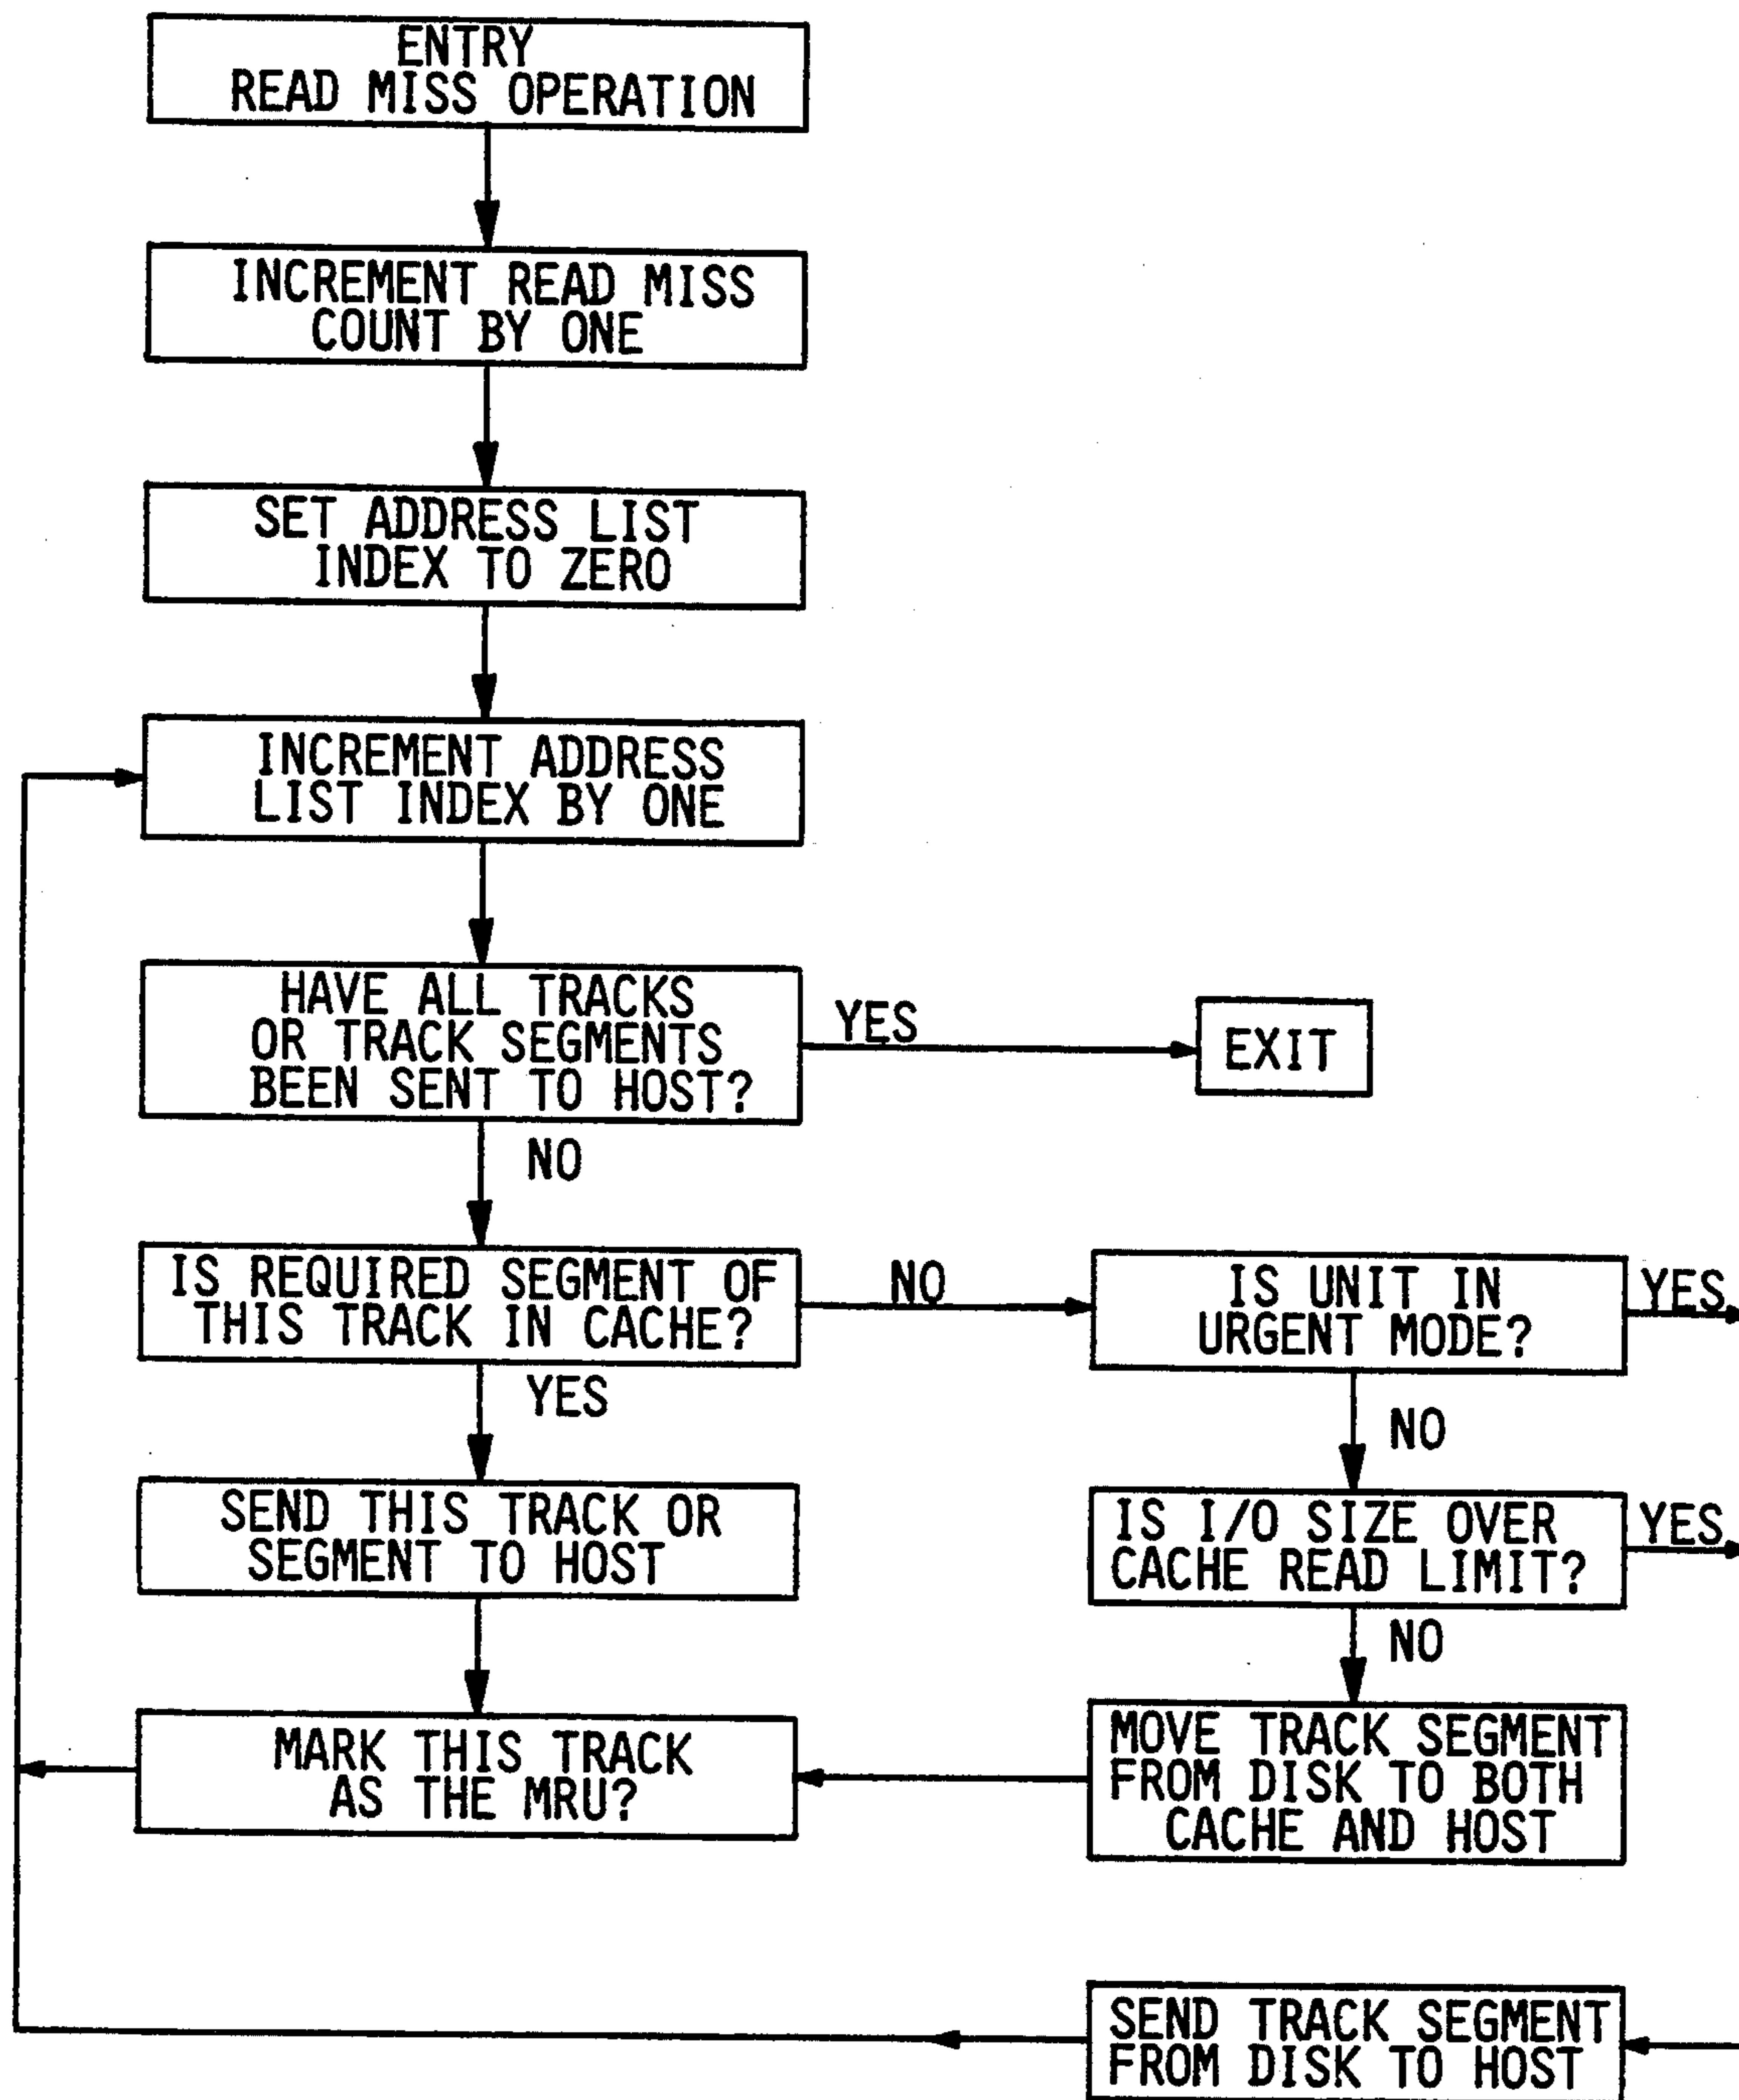 ENTRY
READ MISS OPERATION
INCREMENT READ MISS
COUNT BY ONE
SET ADDRESS LIST
INDEX TO ZERO
INCREMENT ADDRESS
LIST INDEX BY ONE
HAVE ALL TRACKS
OR TRACK SEGMENTS
BEEN SENT TO HOST?
YES
EXIT
NO
IS REQUIRED SEGMENT OF
THIS TRACK IN CACHE?
NO
IS UNIT IN
URGENT MODE?
YES
YES
NO
SEND THIS TRACK OR
SEGMENT TO HOST
IS I/O SIZE OVER
CACHE READ LIMIT?
YES
NO
MARK THIS TRACK
AS THE MRU?
MOVE TRACK SEGMENT
FROM DISK TO BOTH
CACHE AND HOST
SEND TRACK SEGMENT
FROM DISK TO HOST